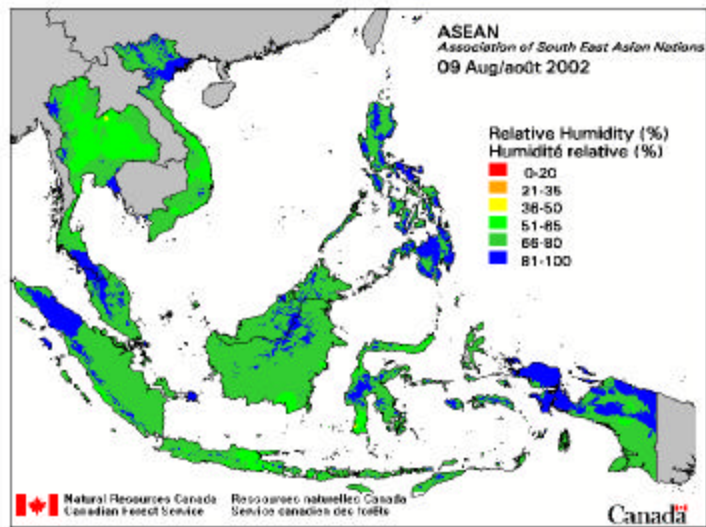 ASEAN
Association of South East Asian Nations
09 Aug/août 2002
Relative Humidity (%)
Humidité relative (%)
0-20
21-35
36-50
51-65
66-80
81-100
Natural Resources Canada
Canadian Forest Service
Ressources naturelles Canada
Service canadien des forêts
Canada